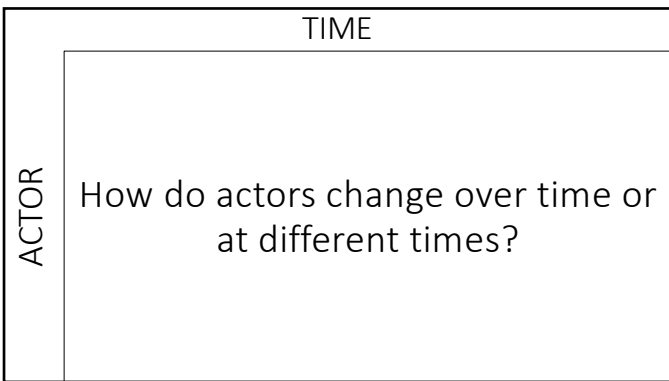 TIME
ACTOR
How do actors change over time or
at different times?